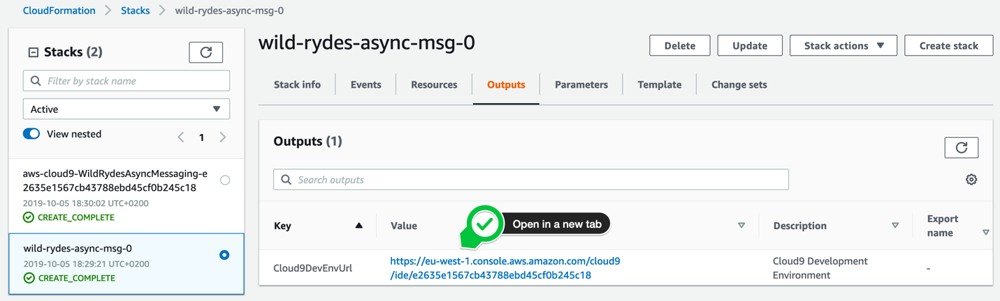 CloudFormation > Stacks > wild-rydes-async-msg-0
Stacks (2)
Filter by stack name
Active
View nested
< 1 >
aws-cloud9-WildRydesAsyncMessaging-e
2635e1567cb43788ebd45cf0b245c18
2019-10-05 18:30:02 UTC+0200
CREATE_COMPLETE
wild-rydes-async-msg-0
2019-10-05 18:29:21 UTC+0200
CREATE_COMPLETE
wild-rydes-async-msg-0
Delete Update Stack actions Create stack
Stack info Events Resources Outputs Parameters Template Change sets
Outputs (1)
Search outputs
Open in a new tab
Key Value Description Export
name
Cloud9DevEnvUrl
https://eu-west-1.console.aws.amazon.com/cloud9
/ide/e2635e1567cb43788ebd45cf0b245c18
Cloud9 Development
Environment
-